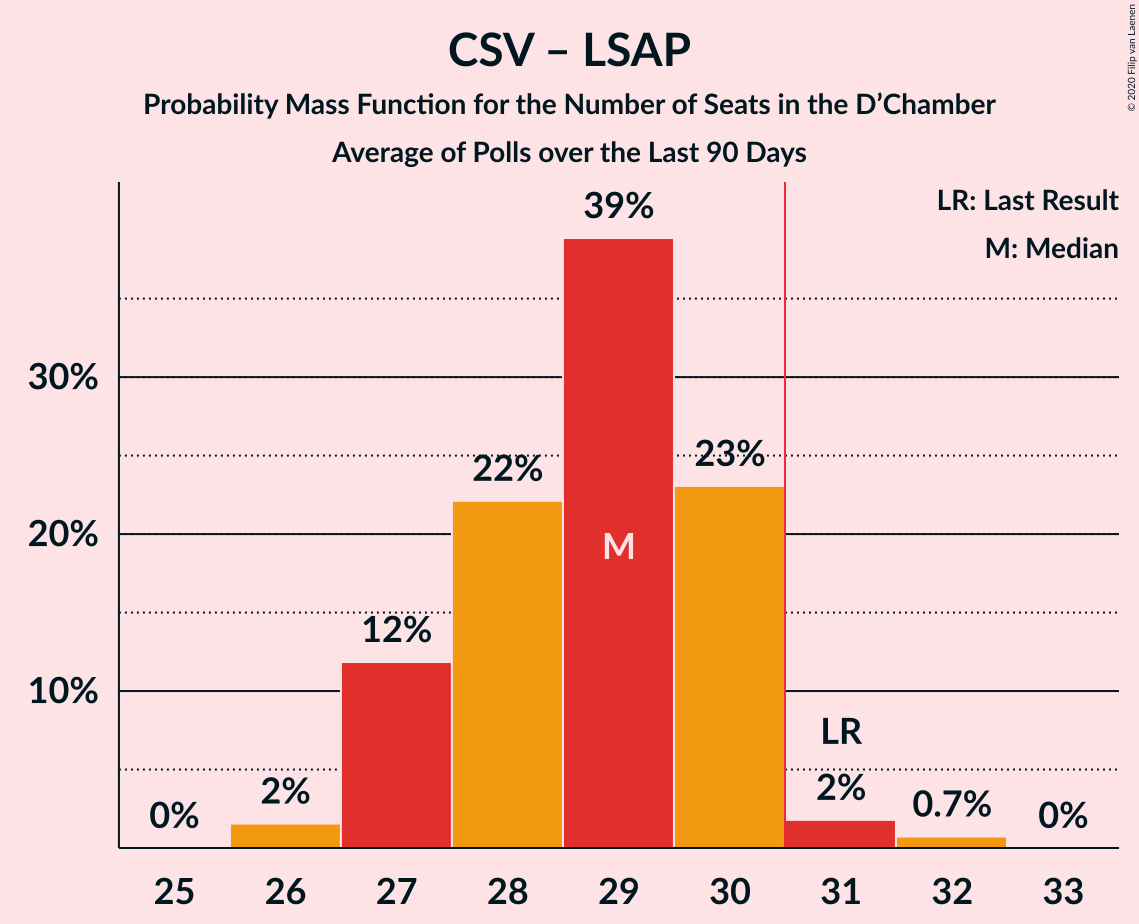 CSV – LSAP
Probability Mass Function for the Number of Seats in the D’Chamber
Average of Polls over the Last 90 Days
© 2020 Filip van Laenen
LR: Last Result
M: Median
39%
30%
23%
22%
20%
M
12%
10%
LR
2%
2%
0.7%
0%
0%
25 26 27 28 29 30 31 32 33